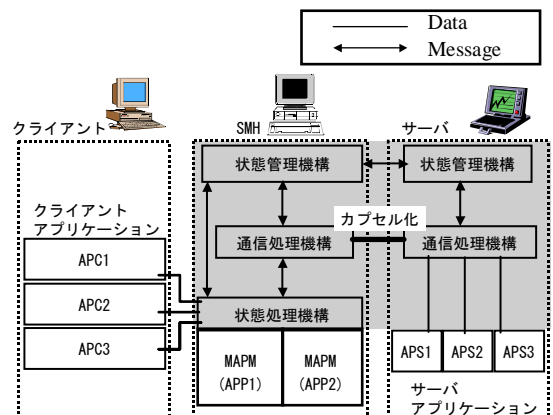 Data
Message
クライアント
SMH
サーバ
状態管理機構
状態管理機構
クライアント
アプリケーション
カプセル化
通信処理機構
通信処理機構
APC1
APC2
APC3
状態処理機構
MAPM
(APP1)
MAPM
(APP2)
APS1
APS2
APS3
サーバ
アプリケーション